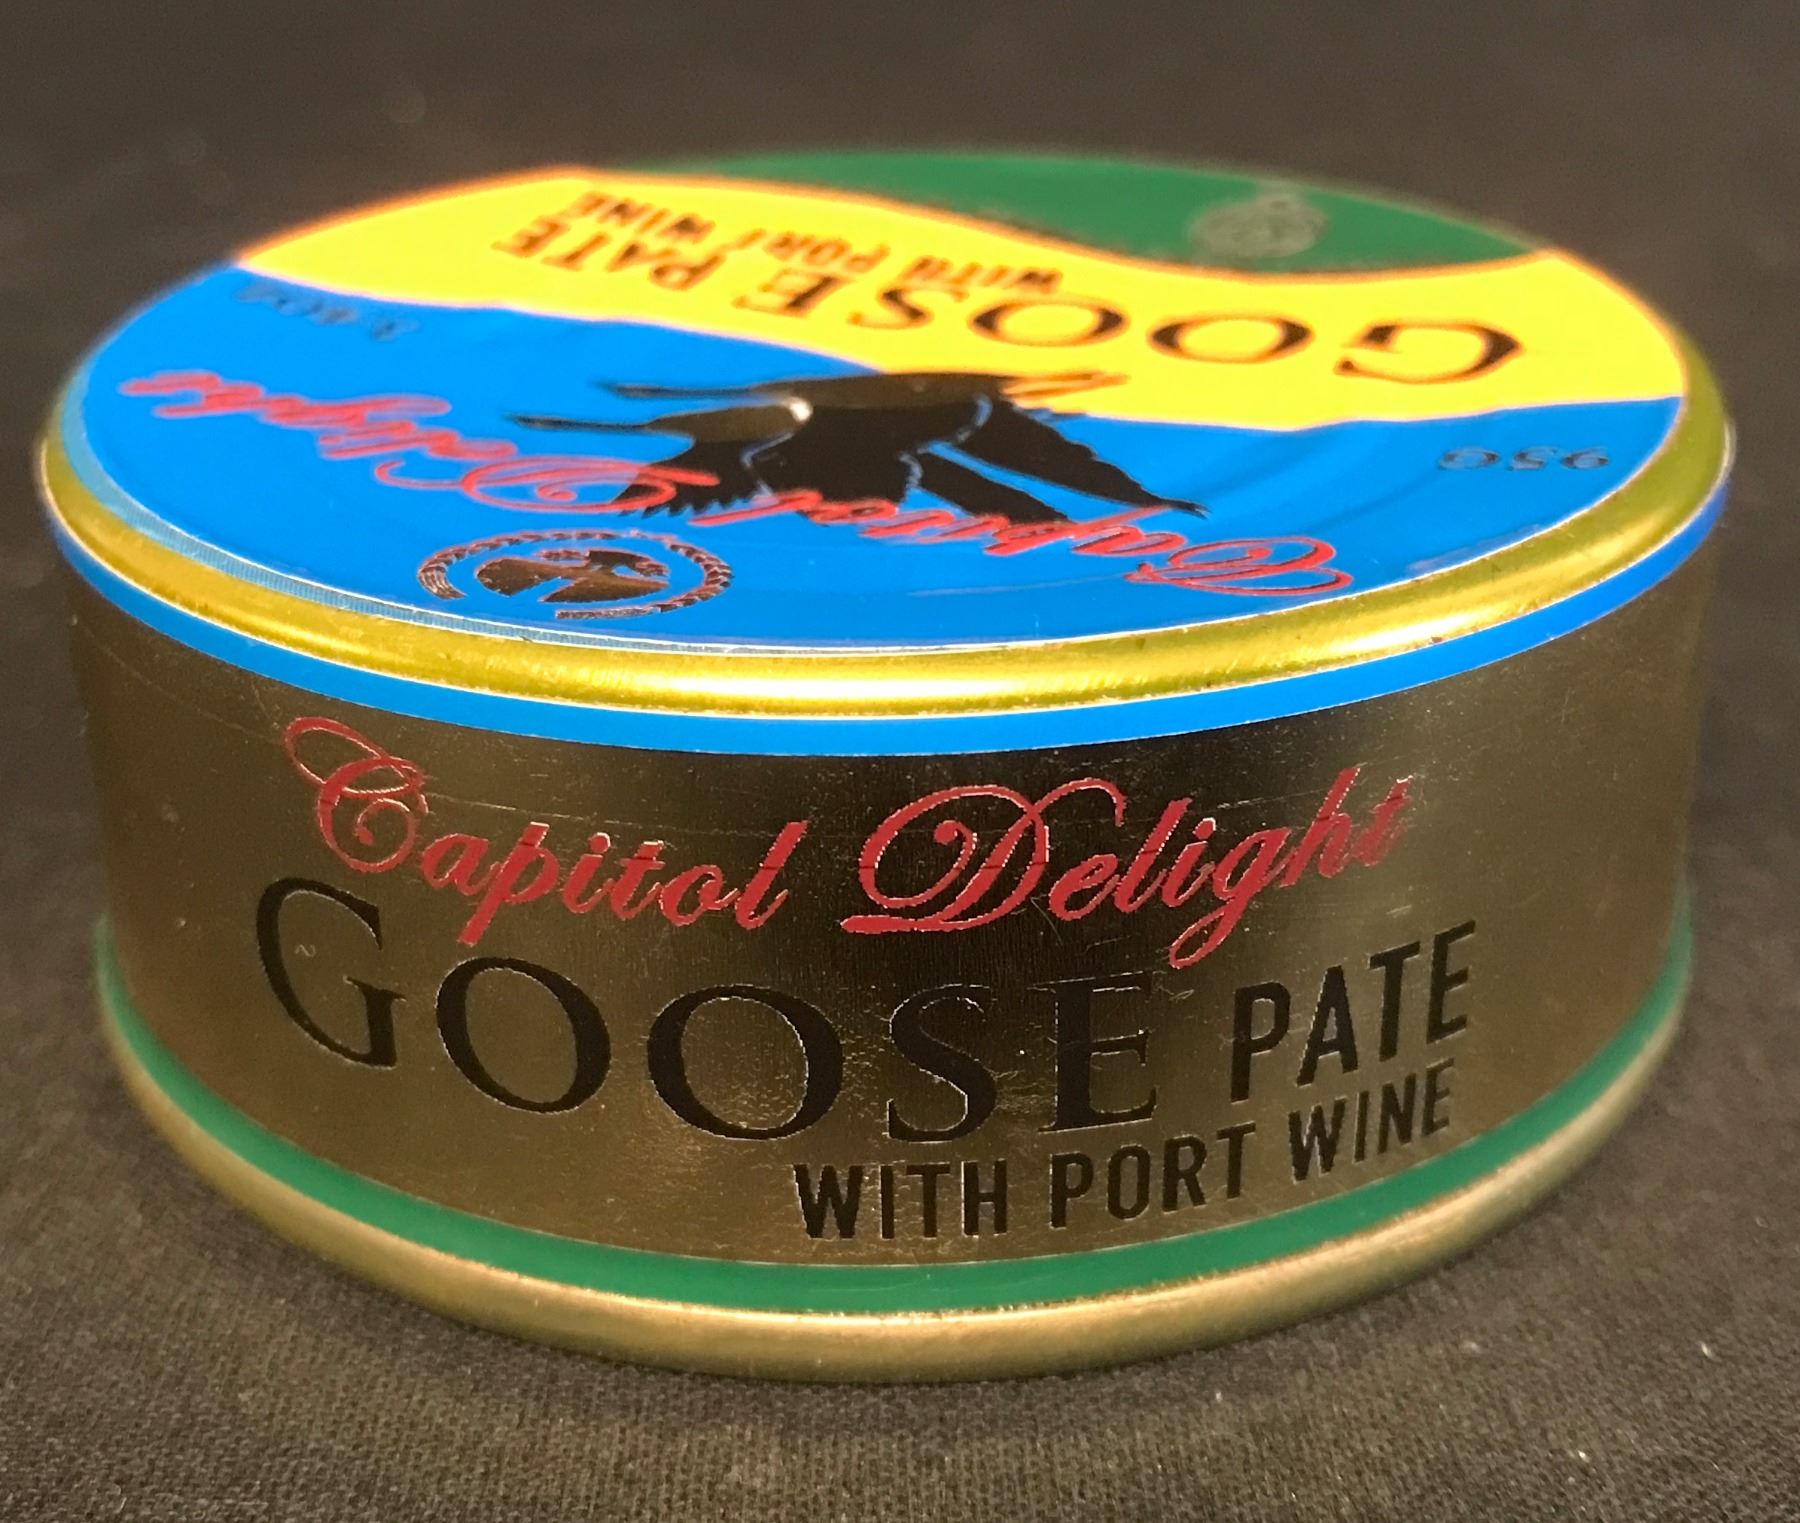 GOOSE PATE
WITH PORT WINE
95G
Capitol Delight
Capitol Delight
GOOSE PATE
WITH PORT WINE